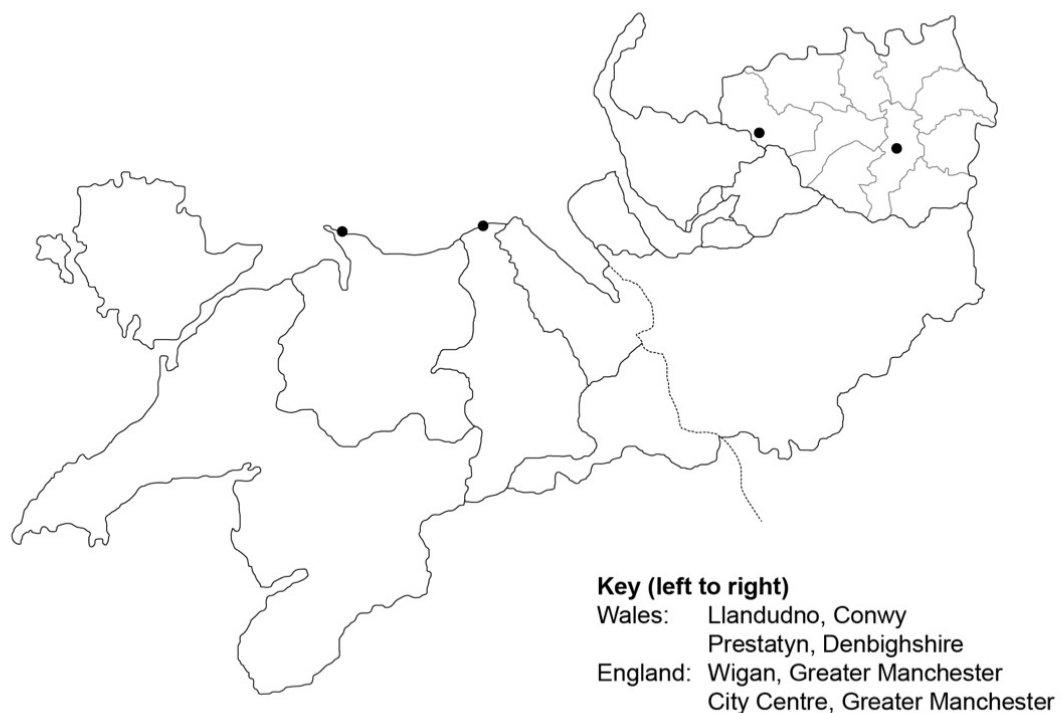 Key (left to right)
Wales: Llandudno, Conwy
Prestatyn, Denbighshire
England: Wigan, Greater Manchester
City Centre, Greater Manchester